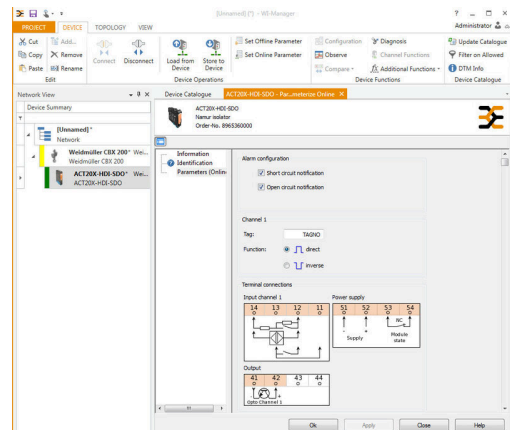 [Unnamed] (*) - WI-Manager
PROJECT DEVICE TOPOLOGY VIEW Administrator
Cut Add... Set Offline Parameter Configuration Diagnosis Update Catalogue
Copy Remove Connect Disconnect Load from Device Store to Device Set Online Parameter Observe Channel Functions Filter on Allowed
Paste Rename Compare Additional Functions DTM Info
Edit Device Operations Device Functions Device Catalogue
Network View Device Catalogue ACT20X-HDI-SDO - Par...meterize Online
Device Summary
[Unnamed]*
Network
Weidmüller CBX 200* Wei...
Weidmüller CBX 200
ACT20X-HDI-SDO* Wei...
ACT20X-HDI-SDO
ACT20X-HDI-SDO
Namur isolator
Order-No. 8965360000
Information
Identification
Parameters (Onlin
Alarm configuration
Short circuit notification
Open circuit notification
Channel 1
Tag: TAGNO
Function: direct
inverse
Terminal connections
Input channel 1 Power supply
14 13 12 11 51 52 53 54
NC
- +
Supply Module state
Output
41 42 43 44
- +
Opto Channel 1
Ok Apply Close Help